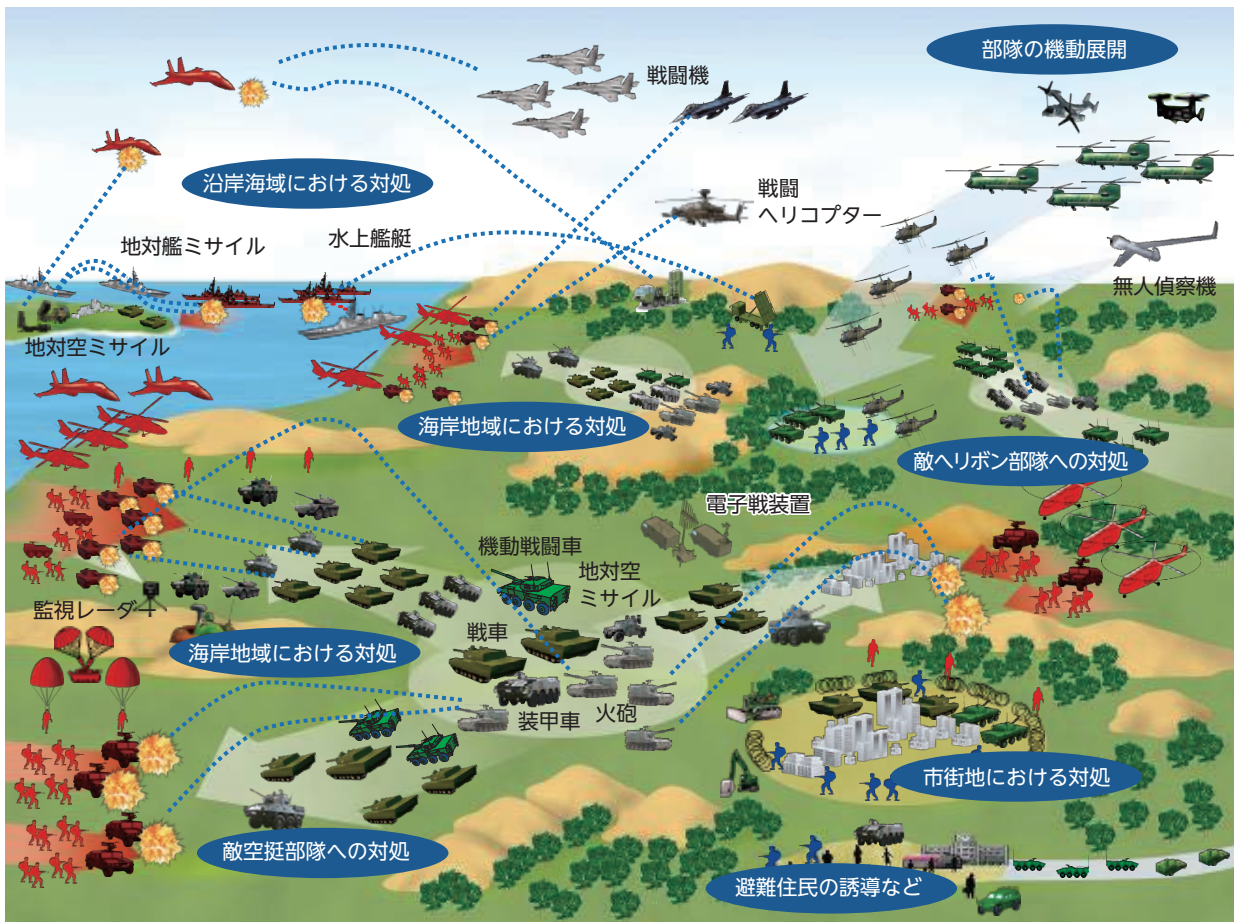 部隊の機動展開
戦闘機
沿岸海域における対処
戦闘
ヘリコプター
水上艦艇
地対艦ミサイル
無人偵察機
地対空ミサイル
海岸地域における対処
敵ヘリボン部隊への対処
電子戦装置
機動戦闘車
地対空
ミサイル
監視レーダー
戦車
海岸地域における対処
火砲
装甲車
市街地における対処
敵空挺部隊への対処
避難住民の誘導など